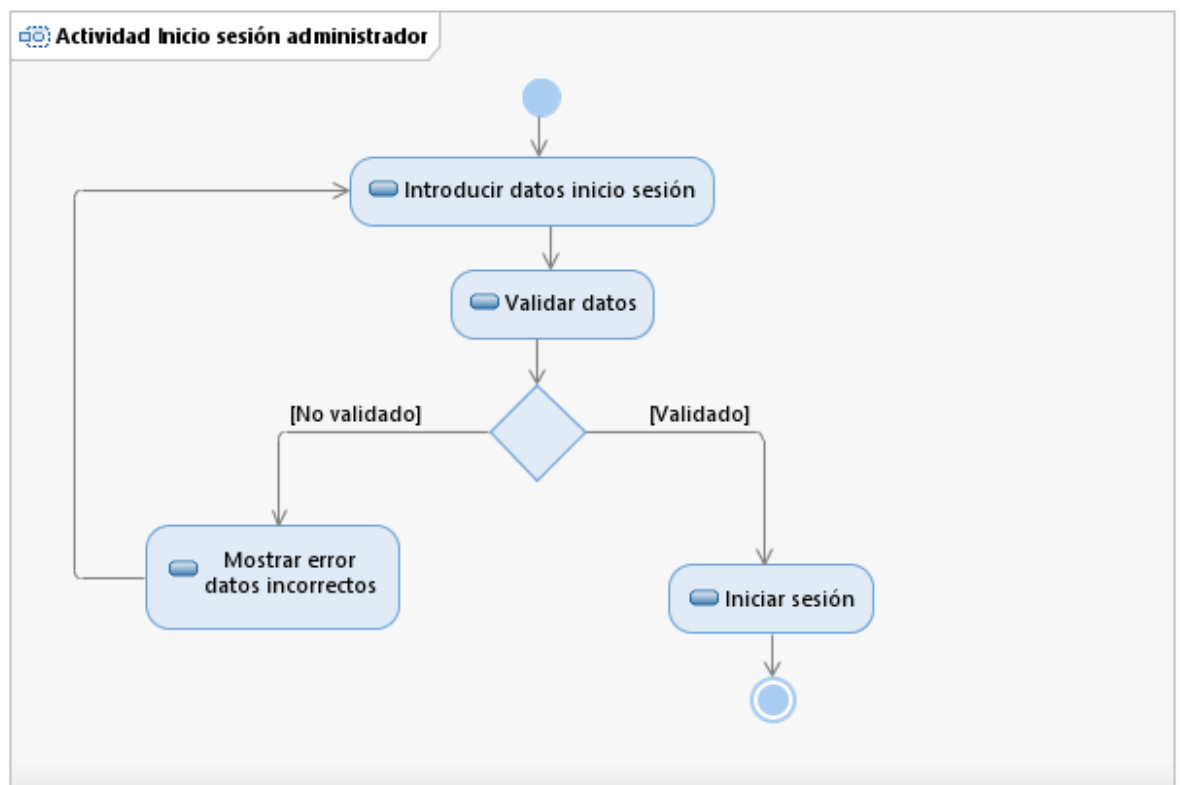 Actividad Inicio sesión administrador
Introducir datos inicio sesión
Validar datos
[No validado]
[Validado]
Mostrar error
datos incorrectos
Iniciar sesión